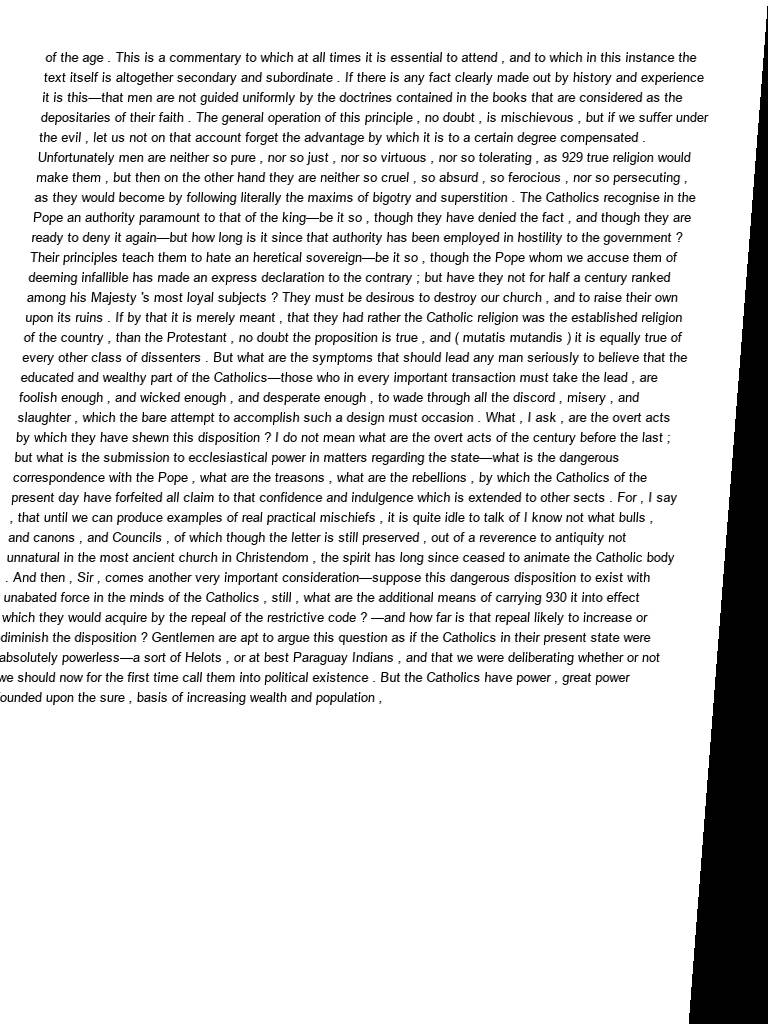 of the age . This is a commentary to which at all times it is essential to attend , and to which in this instance the
text itself is altogether secondary and subordinate . If there is any fact clearly made out by history and experience
it is this—that men are not guided uniformly by the doctrines contained in the books that are considered as the
depositaries of their faith . The general operation of this principle , no doubt , is mischievous , but if we suffer under
the evil , let us not on that account forget the advantage by which it is to a certain degree compensated .
Unfortunately men are neither so pure , nor so just , nor so virtuous , nor so tolerating , as 929 true religion would
make them , but then on the other hand they are neither so cruel , so absurd , so ferocious , nor so persecuting ,
as they would become by following literally the maxims of bigotry and superstition . The Catholics recognise in the
Pope an authority paramount to that of the king—be it so , though they have denied the fact , and though they are
ready to deny it again—but how long is it since that authority has been employed in hostility to the government ?
Their principles teach them to hate an heretical sovereign—be it so , though the Pope whom we accuse them of
deeming infallible has made an express declaration to the contrary ; but have they not for half a century ranked
among his Majesty 's most loyal subjects ? They must be desirous to destroy our church , and to raise their own
upon its ruins . If by that it is merely meant , that they had rather the Catholic religion was the established religion
of the country , than the Protestant , no doubt the proposition is true , and ( mutatis mutandis ) it is equally true of
every other class of dissenters . But what are the symptoms that should lead any man seriously to believe that the
educated and wealthy part of the Catholics—those who in every important transaction must take the lead , are
foolish enough , and wicked enough , and desperate enough , to wade through all the discord , misery , and
slaughter , which the bare attempt to accomplish such a design must occasion . What , I ask , are the overt acts
by which they have shewn this disposition ? I do not mean what are the overt acts of the century before the last ;
but what is the submission to ecclesiastical power in matters regarding the state—what is the dangerous
correspondence with the Pope , what are the treasons , what are the rebellions , by which the Catholics of the
present day have forfeited all claim to that confidence and indulgence which is extended to other sects . For , I say
, that until we can produce examples of real practical mischiefs , it is quite idle to talk of I know not what bulls ,
and canons , and Councils , of which though the letter is still preserved , out of a reverence to antiquity not
unnatural in the most ancient church in Christendom , the spirit has long since ceased to animate the Catholic body
. And then , Sir , comes another very important consideration—suppose this dangerous disposition to exist with
unabated force in the minds of the Catholics , still , what are the additional means of carrying 930 it into effect
which they would acquire by the repeal of the restrictive code ? —and how far is that repeal likely to increase or
diminish the disposition ? Gentlemen are apt to argue this question as if the Catholics in their present state were
absolutely powerless—a sort of Helots , or at best Paraguay Indians , and that we were deliberating whether or not
we should now for the first time call them into political existence . But the Catholics have power , great power
ounded upon the sure , basis of increasing wealth and population ,